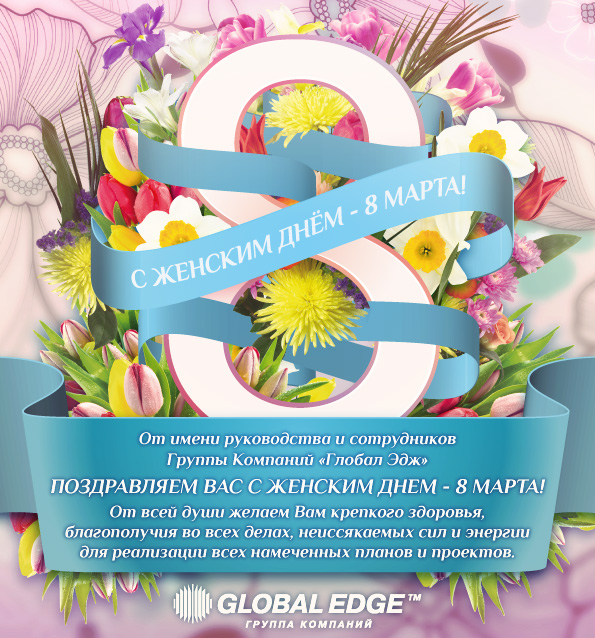 С ЖЕНСКИМ ДНЁМ - 8 МАРТА!
От имени руководства и сотрудников
Группы Компаний «Глобал Эдж»
ПОЗДРАВЛЯЕМ ВАС С ЖЕНСКИМ ДНЕМ - 8 МАРТА!
От всей души желаем Вам крепкого здоровья,
благополучия во всех делах, неиссякаемых сил и энергии
для реализации всех намеченных планов и проектов.
GLOBAL EDGE™
ГРУППА КОМПАНИЙ